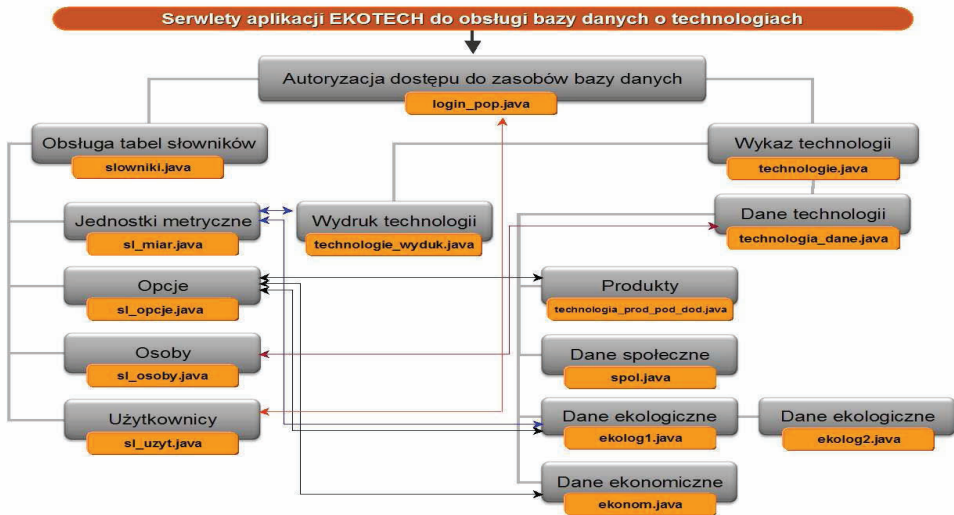 Serwlety aplikacji EKOTECH do obsługi bazy danych o technologiach
Autoryzacja dostępu do zasobów bazy danych
login_pop.java
Obsługa tabel słowników
slowniki.java
Wykaz technologii
technologie.java
Jednostki metryczne
sl_miar.java
Wydruk technologii
technologie_wyduk.java
Dane technologii
technologia_dane.java
Opcje
sl_opcje.java
Produkty
technologia_prod_pod_dod.java
Osoby
sl_osoby.java
Dane społeczne
spol.java
Użytkownicy
sl_uzyt.java
Dane ekologiczne
ekolog1.java
Dane ekologiczne
ekolog2.java
Dane ekonomiczne
ekonom.java